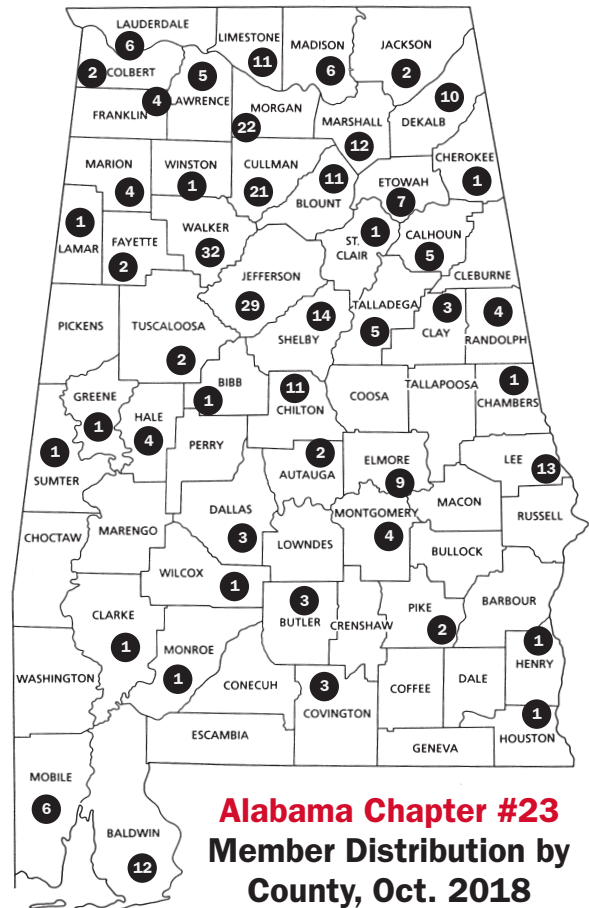 LAUDERDALE
6
LIMESTONE
11
MADISON
6
JACKSON
2
2
COLBERT
5
LAWRENCE
4
FRANKLIN
MORGAN
22
MARSHALL
12
10
DEKALB
CHEROKEE
1
MARION
4
WINSTON
1
CULLMAN
21
11
BLOUNT
ETOWAH
7
1
LAMAR
FAYETTE
2
WALKER
32
JEFFERSON
29
1
ST.
CLAIR
CALHOUN
5
CLEBURNE
PICKENS
TUSCALOOSA
2
14
SHELBY
TALLADEGA
5
3
CLAY
4
RANDOLPH
GREENE
1
HALE
4
BIBB
1
11
CHILTON
COOSA
TALLAPOOSA
1
CHAMBERS
1
SUMTER
PERRY
2
AUTAUGA
ELMORE
9
LEE
13
MACON
RUSSELL
CHOCTAW
MARENGO
DALLAS
3
LOWNDES
MONTGOMERY
4
BULLOCK
WILCOX
1
3
BUTLER
CRENSHAW
PIKE
2
BARBOUR
CLARKE
1
MONROE
1
1
HENRY
WASHINGTON
CONECUH
3
COVINGTON
COFFEE
DALE
1
HOUSTON
ESCAMBIA
GENEVA
MOBILE
6
BALDWIN
12
Alabama Chapter #23
Member Distribution by
County, Oct. 2018